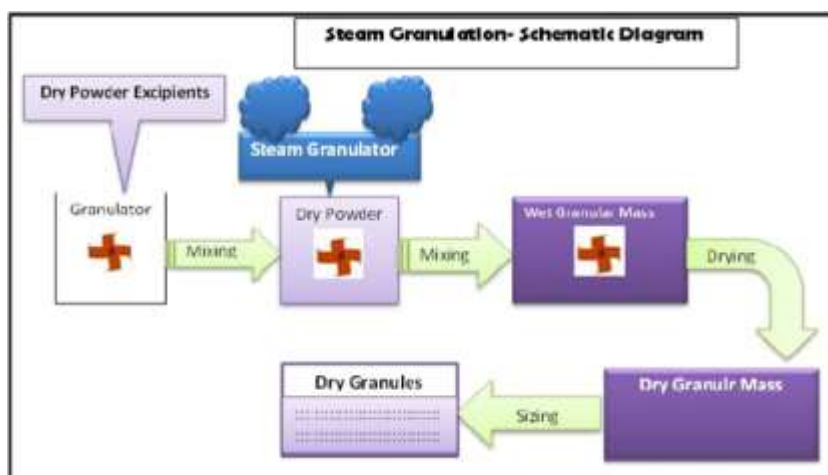 Steam Granulation- Schematic Diagram
Dry Powder Excipients
Steam Granulator
Granulator
Mixing
Dry Powder
Mixing
Wet Granular Mass
Drying
Dry Granulr Mass
Sizing
Dry Granules